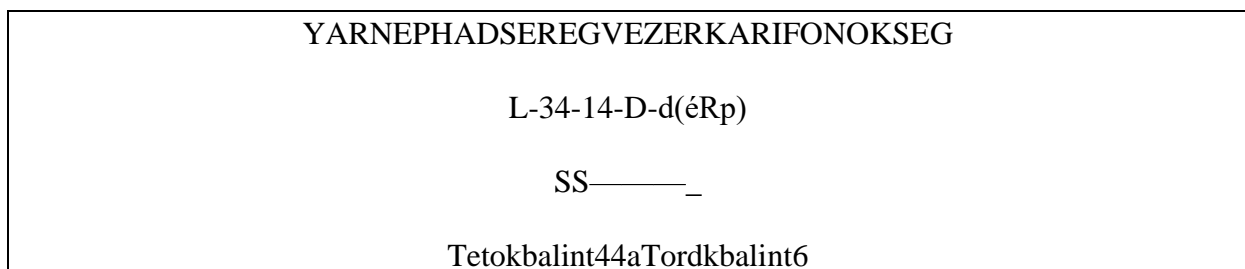 YARNEPHADSEREGVEZERKARIFONOKSEG
L-34-14-D-d(éRp)
SS———_
Tetokbalint44aTordkbalint6